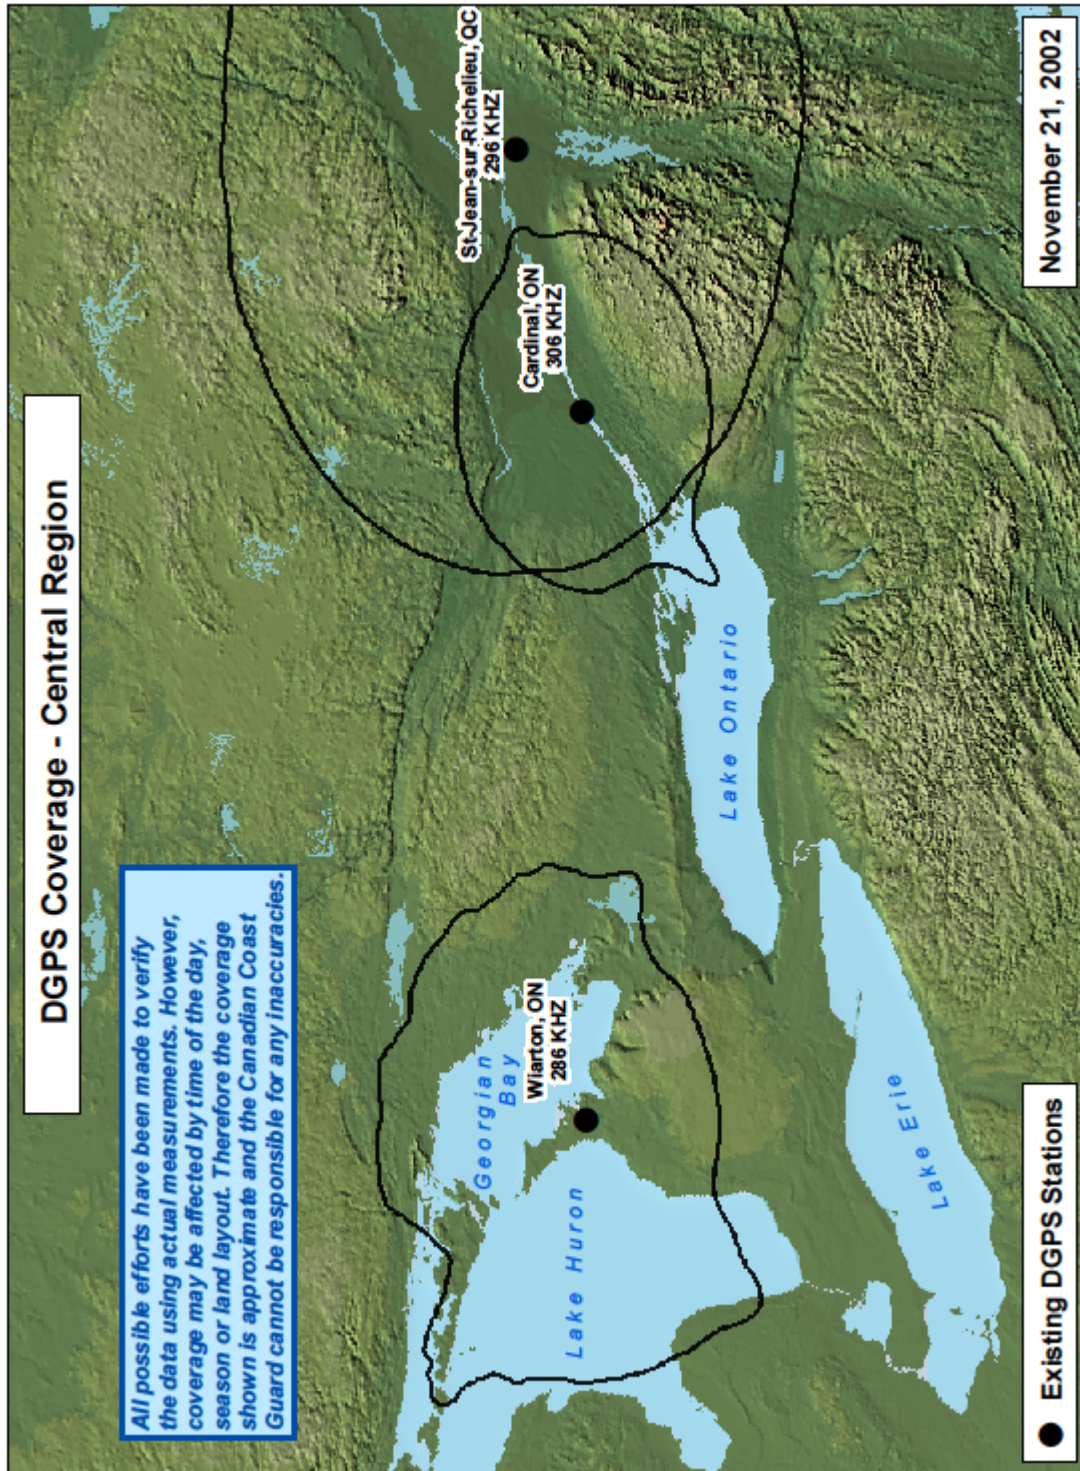 DGPS Coverage - Central Region
All possible efforts have been made to verify
the data using actual measurements. However,
coverage may be affected by time of the day,
season or land layout. Therefore the coverage
shown is approximate and the Canadian Coast
Guard cannot be responsible for any inaccuracies.
St-Jean-sur Richelieu, QC
296 KHZ
Cardinal, ON
306 KHZ
Georgian
Bay
Wiarton, ON
286 KHZ
Lake Huron
Lake Ontario
Lake Erie
Existing DGPS Stations
November 21, 2002